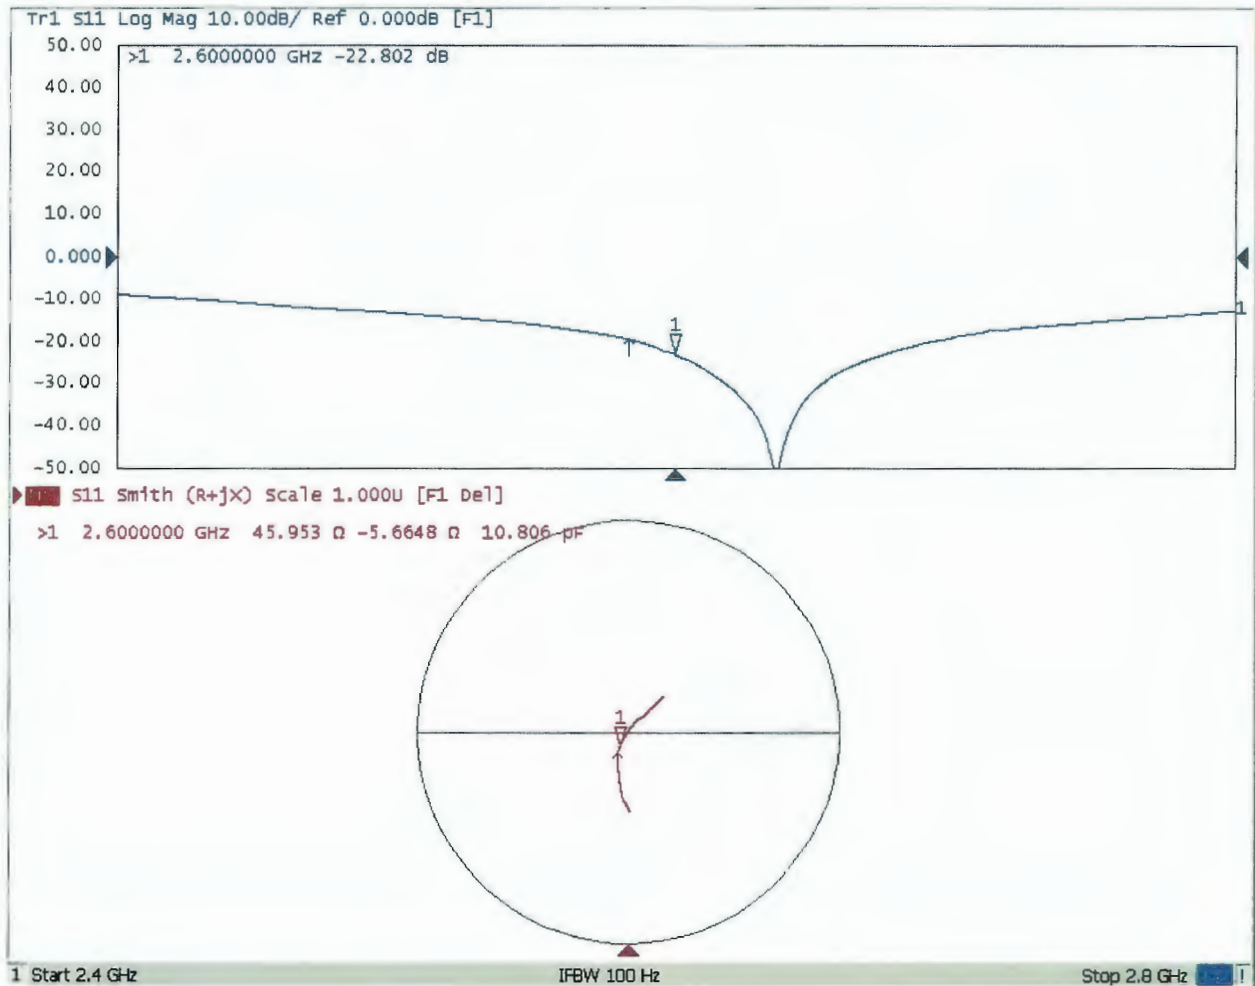 Tr1 S11 Log Mag 10.00dB/ Ref 0.000dB [F1]
50.00
>1 2.6000000 GHz -22.802 dB
40.00
30.00
20.00
10.00
0.000
-10.00
1
-20.00
1
-30.00
-40.00
-50.00
S11 Smith (R+jX) Scale 1.000U [F1 Del]
>1 2.6000000 GHz 45.953 Ω -5.6648 Ω 10.806 pF
1
1 Start 2.4 GHz IFBW 100 Hz Stop 2.8 GHz !